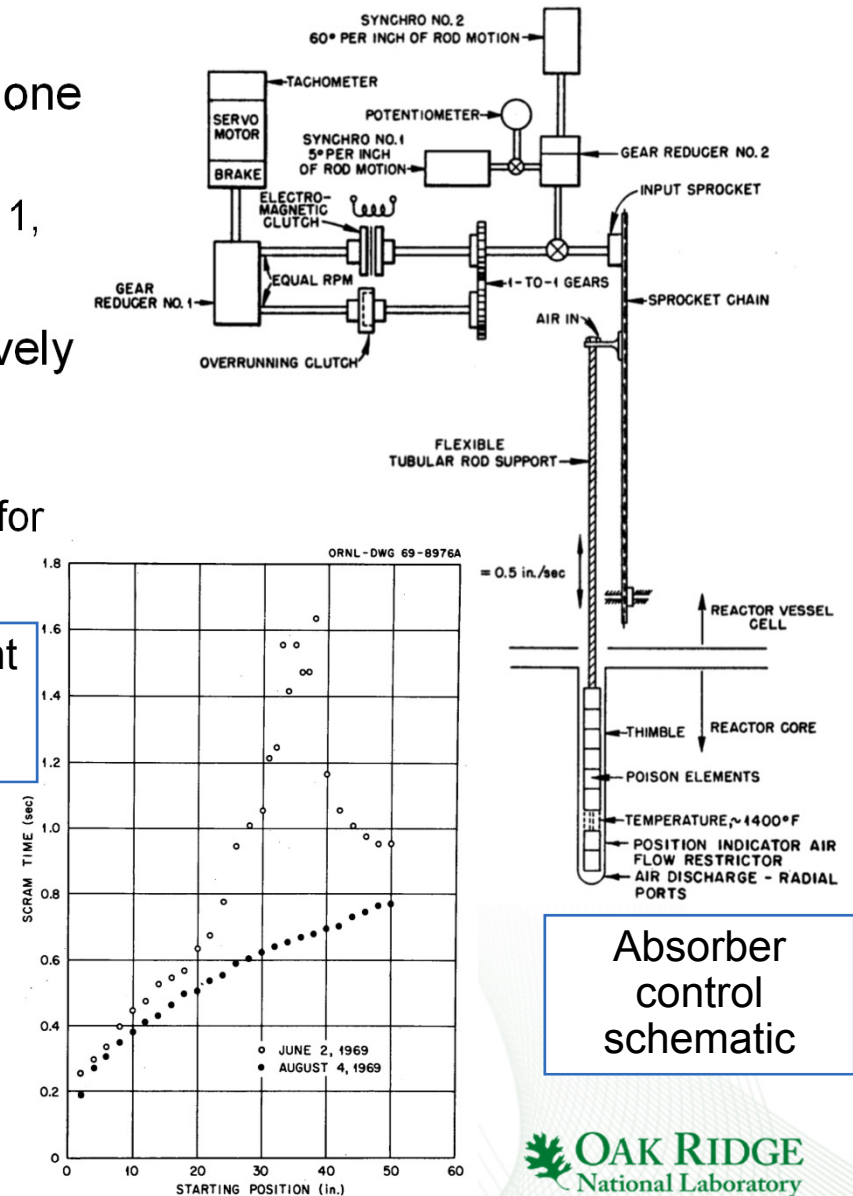 one
1,
vely
for
nt
SYNCHRO NO. 2
60° PER INCH OF ROD MOTION
TACHOMETER
SERVO
MOTOR
BRAKE
POTENTIOMETER
SYNCHRO NO. 1
5° PER INCH
OF ROD MOTION
GEAR REDUCER NO. 2
INPUT SPROCKET
ELECTRO-
MAGNETIC
CLUTCH
EQUAL RPM
GEAR
REDUCER NO. 1
1-TO-1 GEARS
SPROCKET CHAIN
AIR IN
OVERRUNNING CLUTCH
FLEXIBLE
TUBULAR ROD SUPPORT
= 0.5 in./sec
REACTOR VESSEL
CELL
THIMBLE
REACTOR CORE
POISON ELEMENTS
TEMPERATURE, ~1400°F
POSITION INDICATOR AIR
FLOW RESTRICTOR
AIR DISCHARGE - RADIAL
PORTS
ORNL-DWG 69-8976A
1.8
1.6
1.4
1.2
1.0
0.8
0.6
0.4
0.2
0
SCRAM TIME (sec)
JUNE 2, 1969
AUGUST 4, 1969
0 10 20 30 40 50 60
STARTING POSITION (in.)
Absorber
control
schematic
OAK RIDGE
National Laboratory